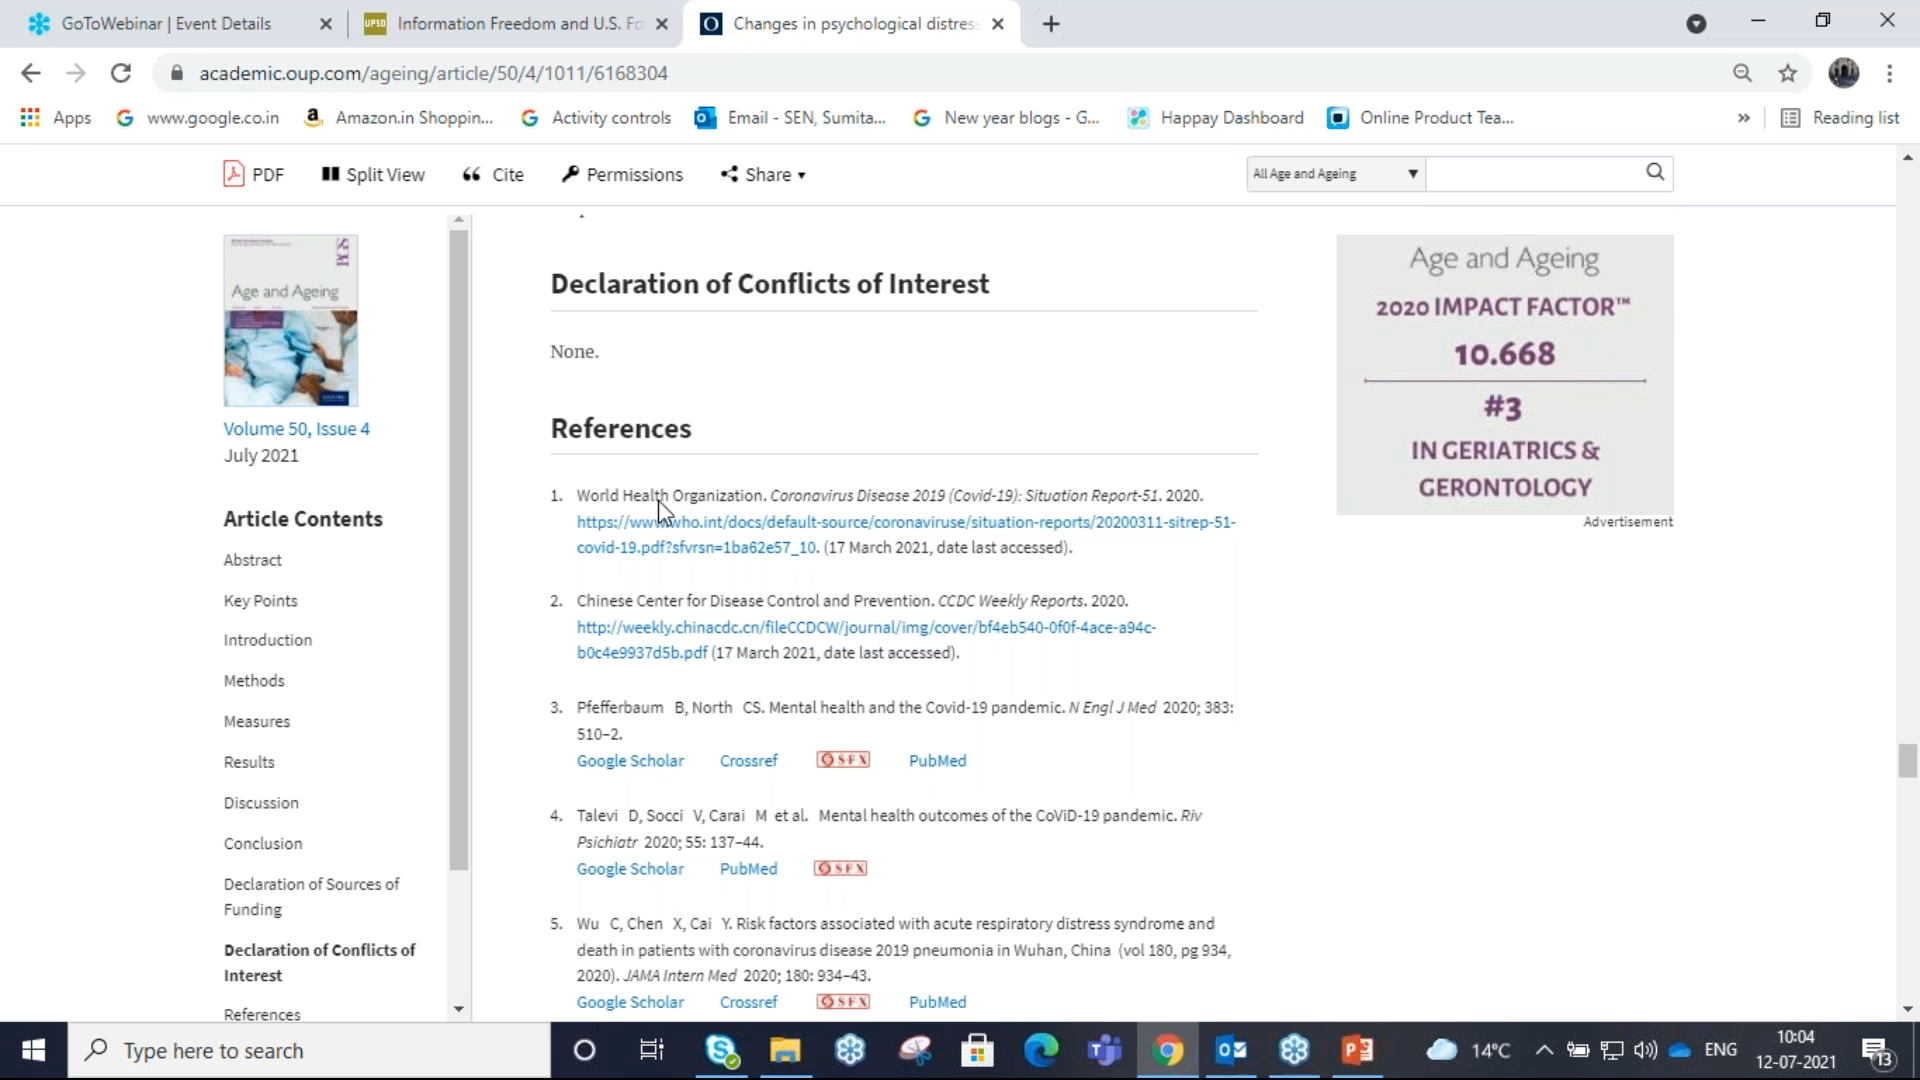 GoToWebinar | Event Details
UPSO
Information Freedom and U.S. Fo
Changes in psychological distres
academic.oup.com/ageing/article/50/4/1011/6168304
Apps
www.google.co.in
Amazon.in Shoppin...
Activity controls
Email - SEN, Sumita...
New year blogs - G...
Happay Dashboard
Online Product Tea...
»
Reading list
PDF
Split View
Cite
Permissions
Share
All Age and Ageing
Age and Ageing
Volume 50, Issue 4
July 2021
Article Contents
Abstract
Key Points
Introduction
Methods
Measures
Results
Discussion
Conclusion
Declaration of Sources of
Funding
Declaration of Conflicts of
Interest
References
Declaration of Conflicts of Interest
None.
References
1. World Health Organization. Coronavirus Disease 2019 (Covid-19): Situation Report-51. 2020.
https://www.who.int/docs/default-source/coronaviruse/situation-reports/20200311-sitrep-51-
covid-19.pdf?sfvrsn=1ba62e57_10. (17 March 2021, date last accessed).
2. Chinese Center for Disease Control and Prevention. CCDC Weekly Reports. 2020.
http://weekly.chinacdc.cn/fileCCDCW/journal/img/cover/bf4eb540-0f0f-4ace-a94c-
b0c4e9937d5b.pdf (17 March 2021, date last accessed).
3. Pfefferbaum B, North CS. Mental health and the Covid-19 pandemic. N Engl J Med 2020; 383:
510–2.
Google Scholar Crossref SFX PubMed
4. Talevi D, Socci V, Carai M et al. Mental health outcomes of the CoViD-19 pandemic. Riv
Psichiatr 2020; 55: 137–44.
Google Scholar PubMed SFX
5. Wu C, Chen X, Cai Y. Risk factors associated with acute respiratory distress syndrome and
death in patients with coronavirus disease 2019 pneumonia in Wuhan, China (vol 180, pg 934,
2020). JAMA Intern Med 2020; 180: 934–43.
Google Scholar Crossref SFX PubMed
Age and Ageing
2020 IMPACT FACTOR™
10.668
#3
IN GERIATRICS &
GERONTOLOGY
Advertisement
Type here to search
14°C
ENG
10:04
12-07-2021
13